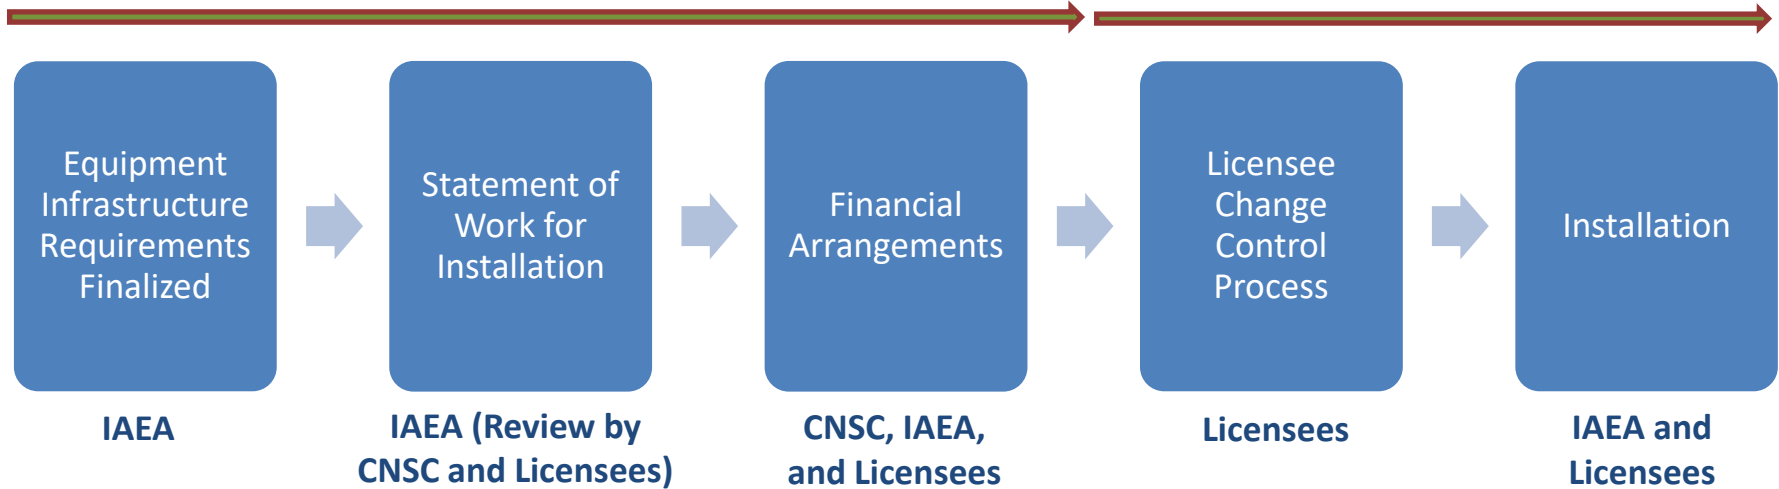 Equipment
Infrastructure
Requirements
Finalized
Statement of
Work for
Installation
Financial
Arrangements
Licensee
Change
Control
Process
Installation
IAEA
IAEA (Review by
CNSC and Licensees)
CNSC, IAEA,
and Licensees
Licensees
IAEA and
Licensees